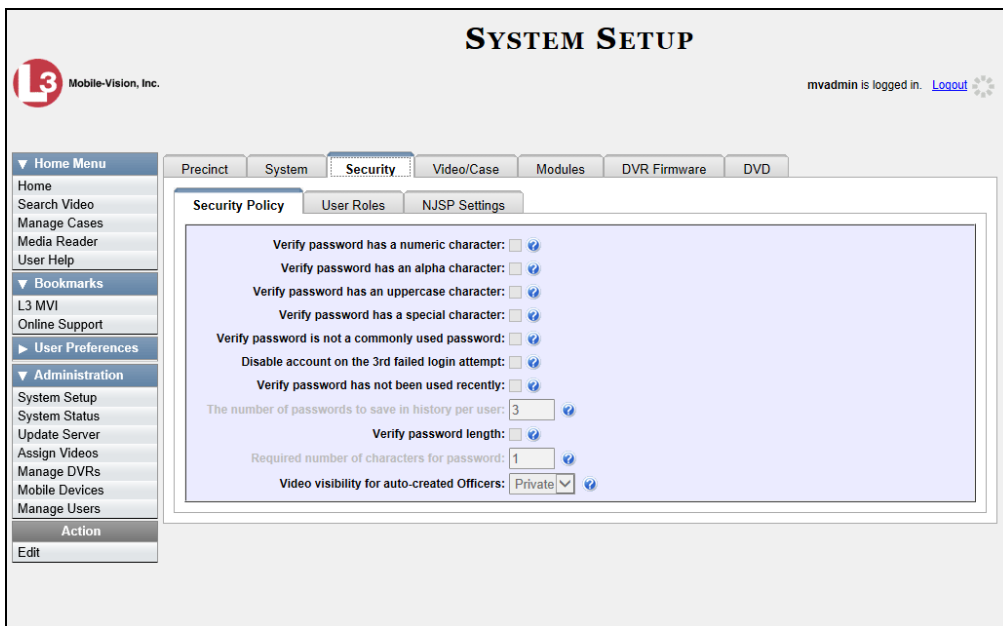 SYSTEM SETUP
L3 Mobile-Vision, Inc.
mvadmin is logged in. Logout
▼ Home Menu
Home
Search Video
Manage Cases
Media Reader
User Help
▼ Bookmarks
L3 MVI
Online Support
▶ User Preferences
▼ Administration
System Setup
System Status
Update Server
Assign Videos
Manage DVRs
Mobile Devices
Manage Users
Action
Edit
Precinct System Security Video/Case Modules DVR Firmware DVD
Security Policy User Roles NJSP Settings
Verify password has a numeric character: ?
Verify password has an alpha character: ?
Verify password has an uppercase character: ?
Verify password has a special character: ?
Verify password is not a commonly used password: ?
Disable account on the 3rd failed login attempt: ?
Verify password has not been used recently: ?
The number of passwords to save in history per user: 3 ?
Verify password length: ?
Required number of characters for password: 1 ?
Video visibility for auto-created Officers: Private ?